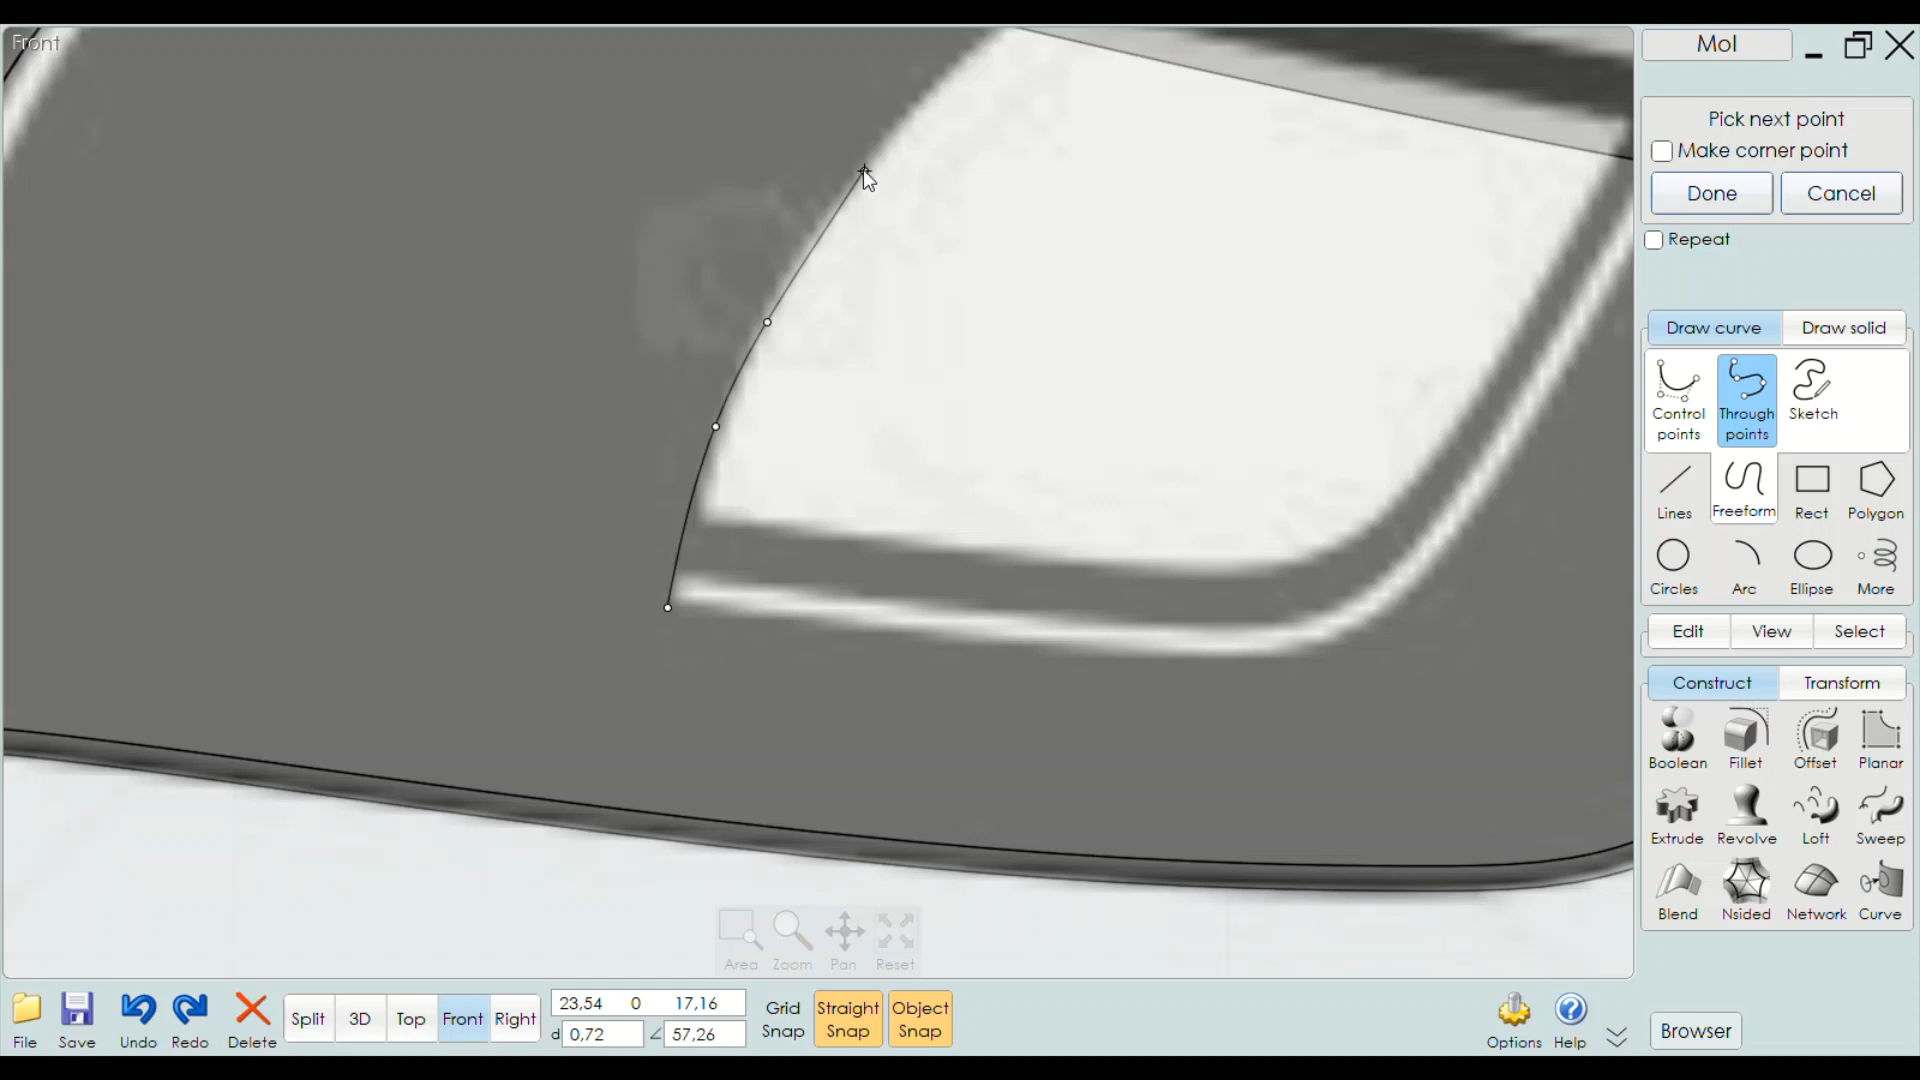 Front
MoI
Pick next point
Make corner point
Done Cancel
Repeat
Draw curve Draw solid
Control points Through points Sketch
Lines Freeform Rect Polygon
Circles Arc Ellipse More
Edit View Select
Construct Transform
Boolean Fillet Offset Planar
Extrude Revolve Loft Sweep
Blend Nsided Network Curve
Area Zoom Pan Reset
File Save Undo Redo Delete
Split 3D Top Front Right
23,54 0 17,16
d 0,72 ∠ 57,26
Grid Snap
Straight Snap
Object Snap
Options Help
Browser